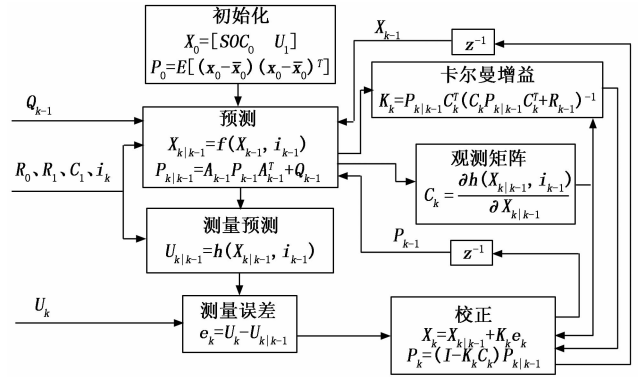 初始化
X₀=[SOC₀ U₁]
P₀=E[(x₀-x̄₀)(x₀-x̄₀)ᵀ]
X_{k-1}
z⁻¹
卡尔曼增益
K_k=P_{k|k-1}C_k^T(C_kP_{k|k-1}C_k^T+R_{k-1})⁻¹
Q_{k-1}
预测
X_{k|k-1}=f(X_{k-1},i_{k-1})
P_{k|k-1}=A_{k-1}P_{k-1}A_{k-1}^T+Q_{k-1}
R₀、R₁、C₁、i_k
观测矩阵
C_k=∂h(X_{k|k-1},i_{k-1})/∂X_{k|k-1}
测量预测
U_{k|k-1}=h(X_{k|k-1},i_{k-1})
P_{k-1}
z⁻¹
U_k
测量误差
e_k=U_k-U_{k|k-1}
校正
X_k=X_{k|k-1}+K_ke_k
P_k=(I-K_kC_k)P_{k|k-1}